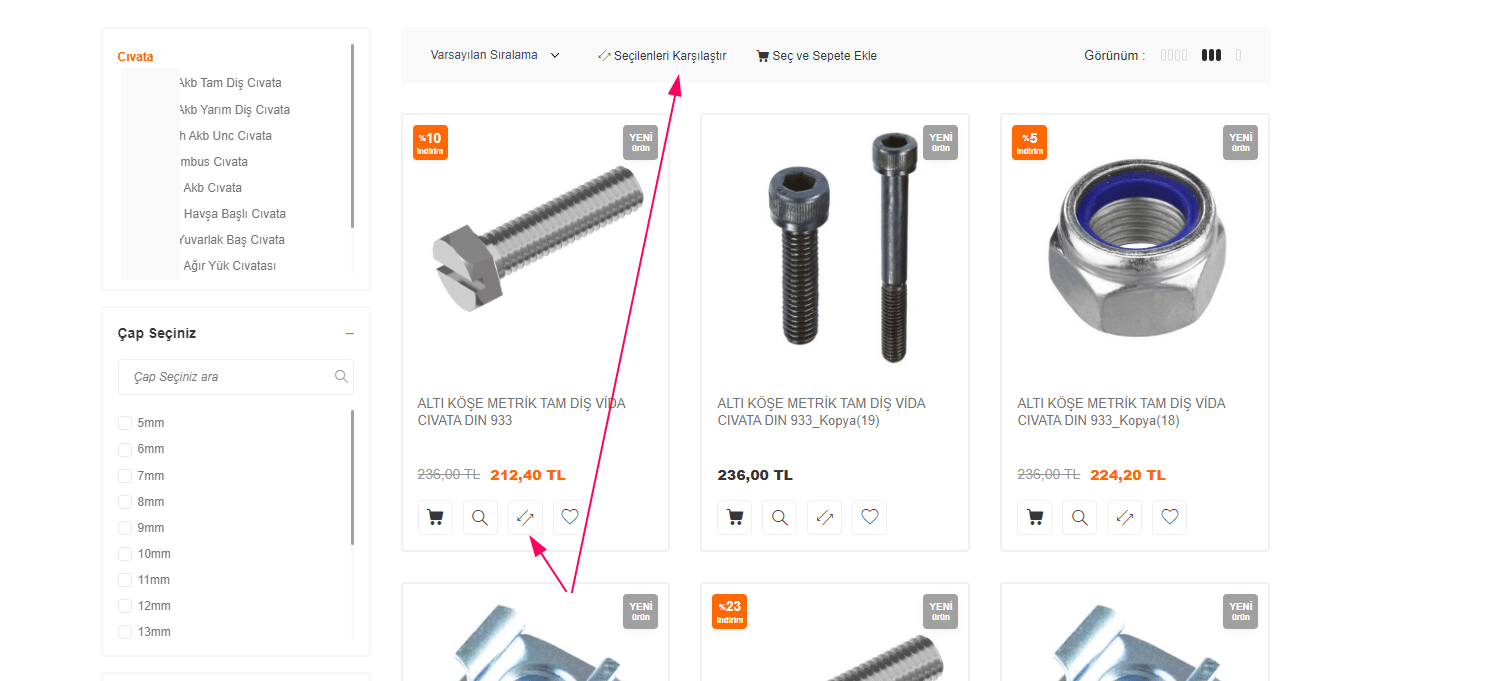 Cıvata
Akb Tam Diş Cıvata
Akb Yarım Diş Cıvata
h Akb Unc Cıvata
mbus Cıvata
Akb Cıvata
Havşa Başlı Cıvata
Yuvarlak Baş Cıvata
Ağır Yük Cıvatası
Çap Seçiniz
Çap Seçiniz ara
5mm
6mm
7mm
8mm
9mm
10mm
11mm
12mm
13mm
Varsayılan Sıralama
Seçilenleri Karşılaştır
Seç ve Sepete Ekle
Görünüm :
%10
indirim
YENİ
ürün
ALTI KÖŞE METRİK TAM DİŞ VİDA
CIVATA DIN 933
236,00 TL 212,40 TL
YENİ
ürün
ALTI KÖŞE METRİK TAM DİŞ VİDA
CIVATA DIN 933_Kopya(19)
236,00 TL
%5
indirim
YENİ
ürün
ALTI KÖŞE METRİK TAM DİŞ VİDA
CIVATA DIN 933_Kopya(18)
236,00 TL 224,20 TL
YENİ
ürün
%23
indirim
YENİ
ürün
YENİ
ürün